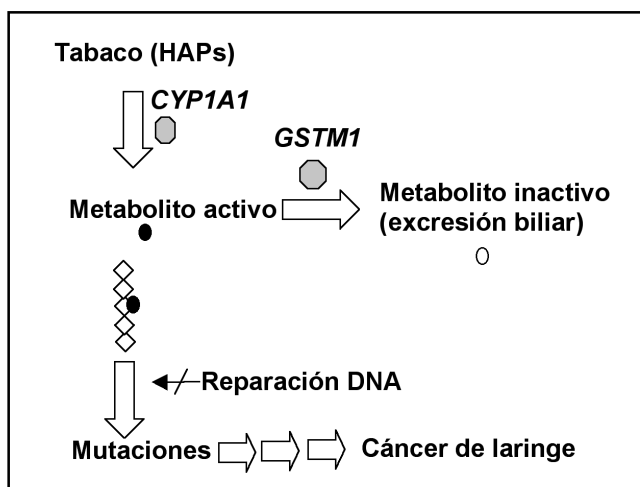 Tabaco (HAPs)
CYP1A1
GSTM1
Metabolito activo
Metabolito inactivo
(excresión biliar)
Reparación DNA
Mutaciones
Cáncer de laringe